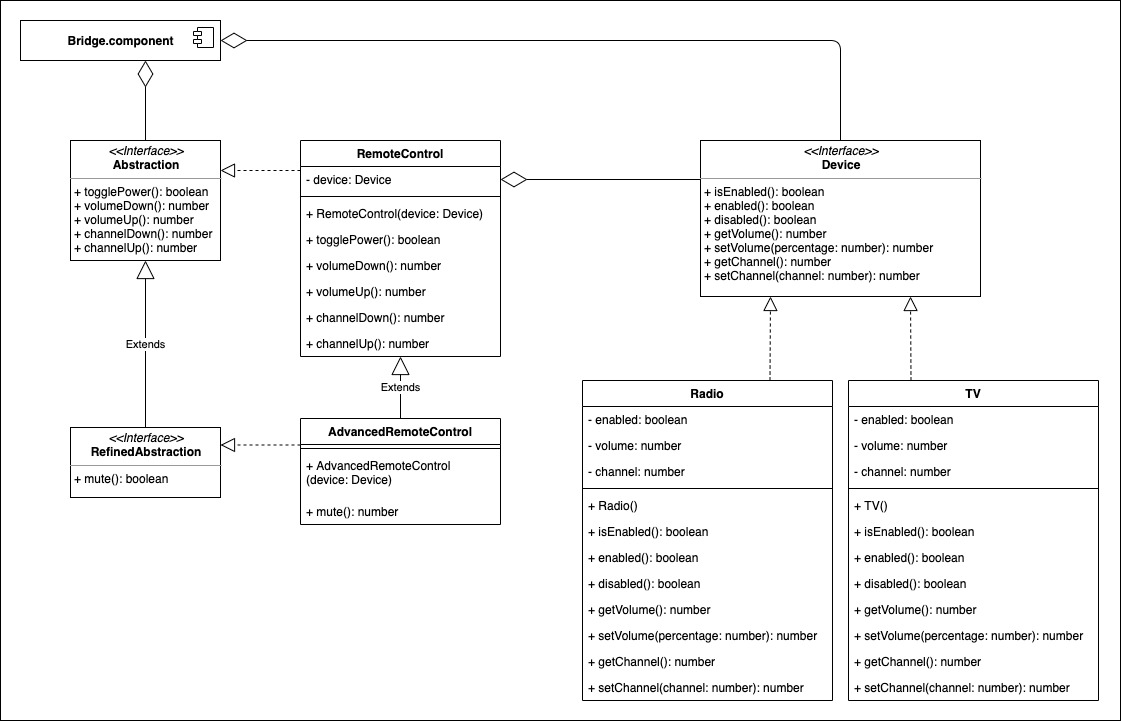 Bridge.component
<<Interface>>
Abstraction
+ togglePower(): boolean
+ volumeDown(): number
+ volumeUp(): number
+ channelDown(): number
+ channelUp(): number
RemoteControl
- device: Device
+ RemoteControl(device: Device)
+ togglePower(): boolean
+ volumeDown(): number
+ volumeUp(): number
+ channelDown(): number
+ channelUp(): number
<<Interface>>
Device
+ isEnabled(): boolean
+ enabled(): boolean
+ disabled(): boolean
+ getVolume(): number
+ setVolume(percentage: number): number
+ getChannel(): number
+ setChannel(channel: number): number
Extends
Extends
<<Interface>>
RefinedAbstraction
+ mute(): boolean
AdvancedRemoteControl
+ AdvancedRemoteControl
(device: Device)
+ mute(): number
Radio
- enabled: boolean
- volume: number
- channel: number
+ Radio()
+ isEnabled(): boolean
+ enabled(): boolean
+ disabled(): boolean
+ getVolume(): number
+ setVolume(percentage: number): number
+ getChannel(): number
+ setChannel(channel: number): number
TV
- enabled: boolean
- volume: number
- channel: number
+ TV()
+ isEnabled(): boolean
+ enabled(): boolean
+ disabled(): boolean
+ getVolume(): number
+ setVolume(percentage: number): number
+ getChannel(): number
+ setChannel(channel: number): number